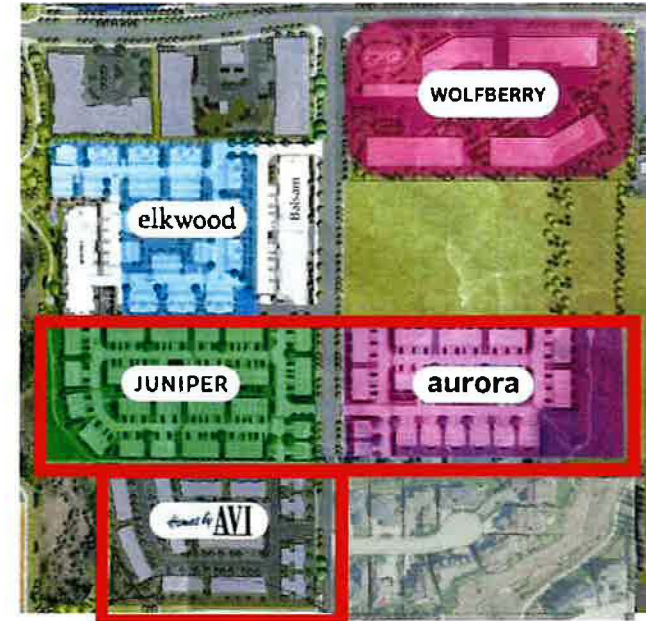 WOLFBERRY
elkwood
Balsam
JUNIPER
aurora
Homes by AVI